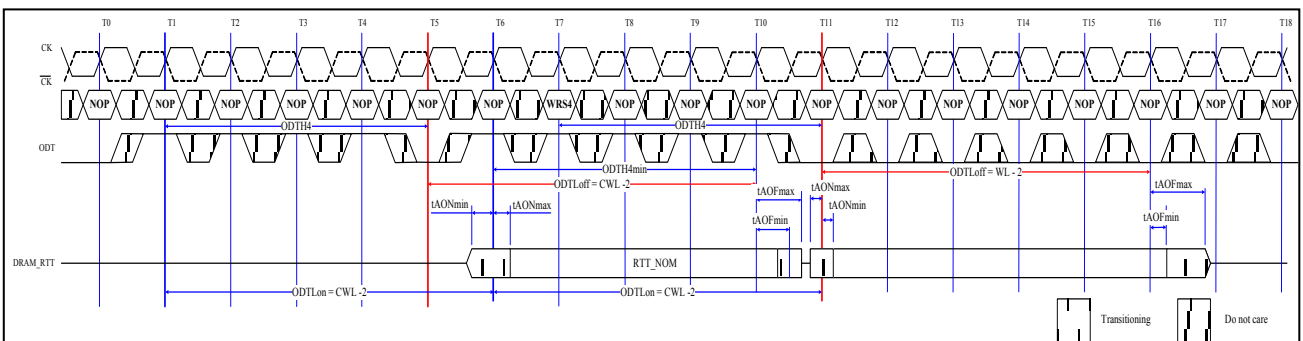 T0 T1 T2 T3 T4 T5 T6 T7 T8 T9 T10 T11 T12 T13 T14 T15 T16 T17 T18
CK
CK
NOP NOP NOP NOP NOP NOP NOP WRS4 NOP NOP NOP NOP NOP NOP NOP NOP NOP NOP NOP
ODTH4 ODTH4
ODT
ODTH4min
ODTLoff = CWL -2 ODTLoff = WL - 2
tAONmin tAONmax tAOFmax tAONmax tAOFmax
tAOFmin tAONmin tAOFmin
DRAM_RTT RTT_NOM
ODTLon = CWL -2 ODTLon = CWL -2
Transitioning Do not care